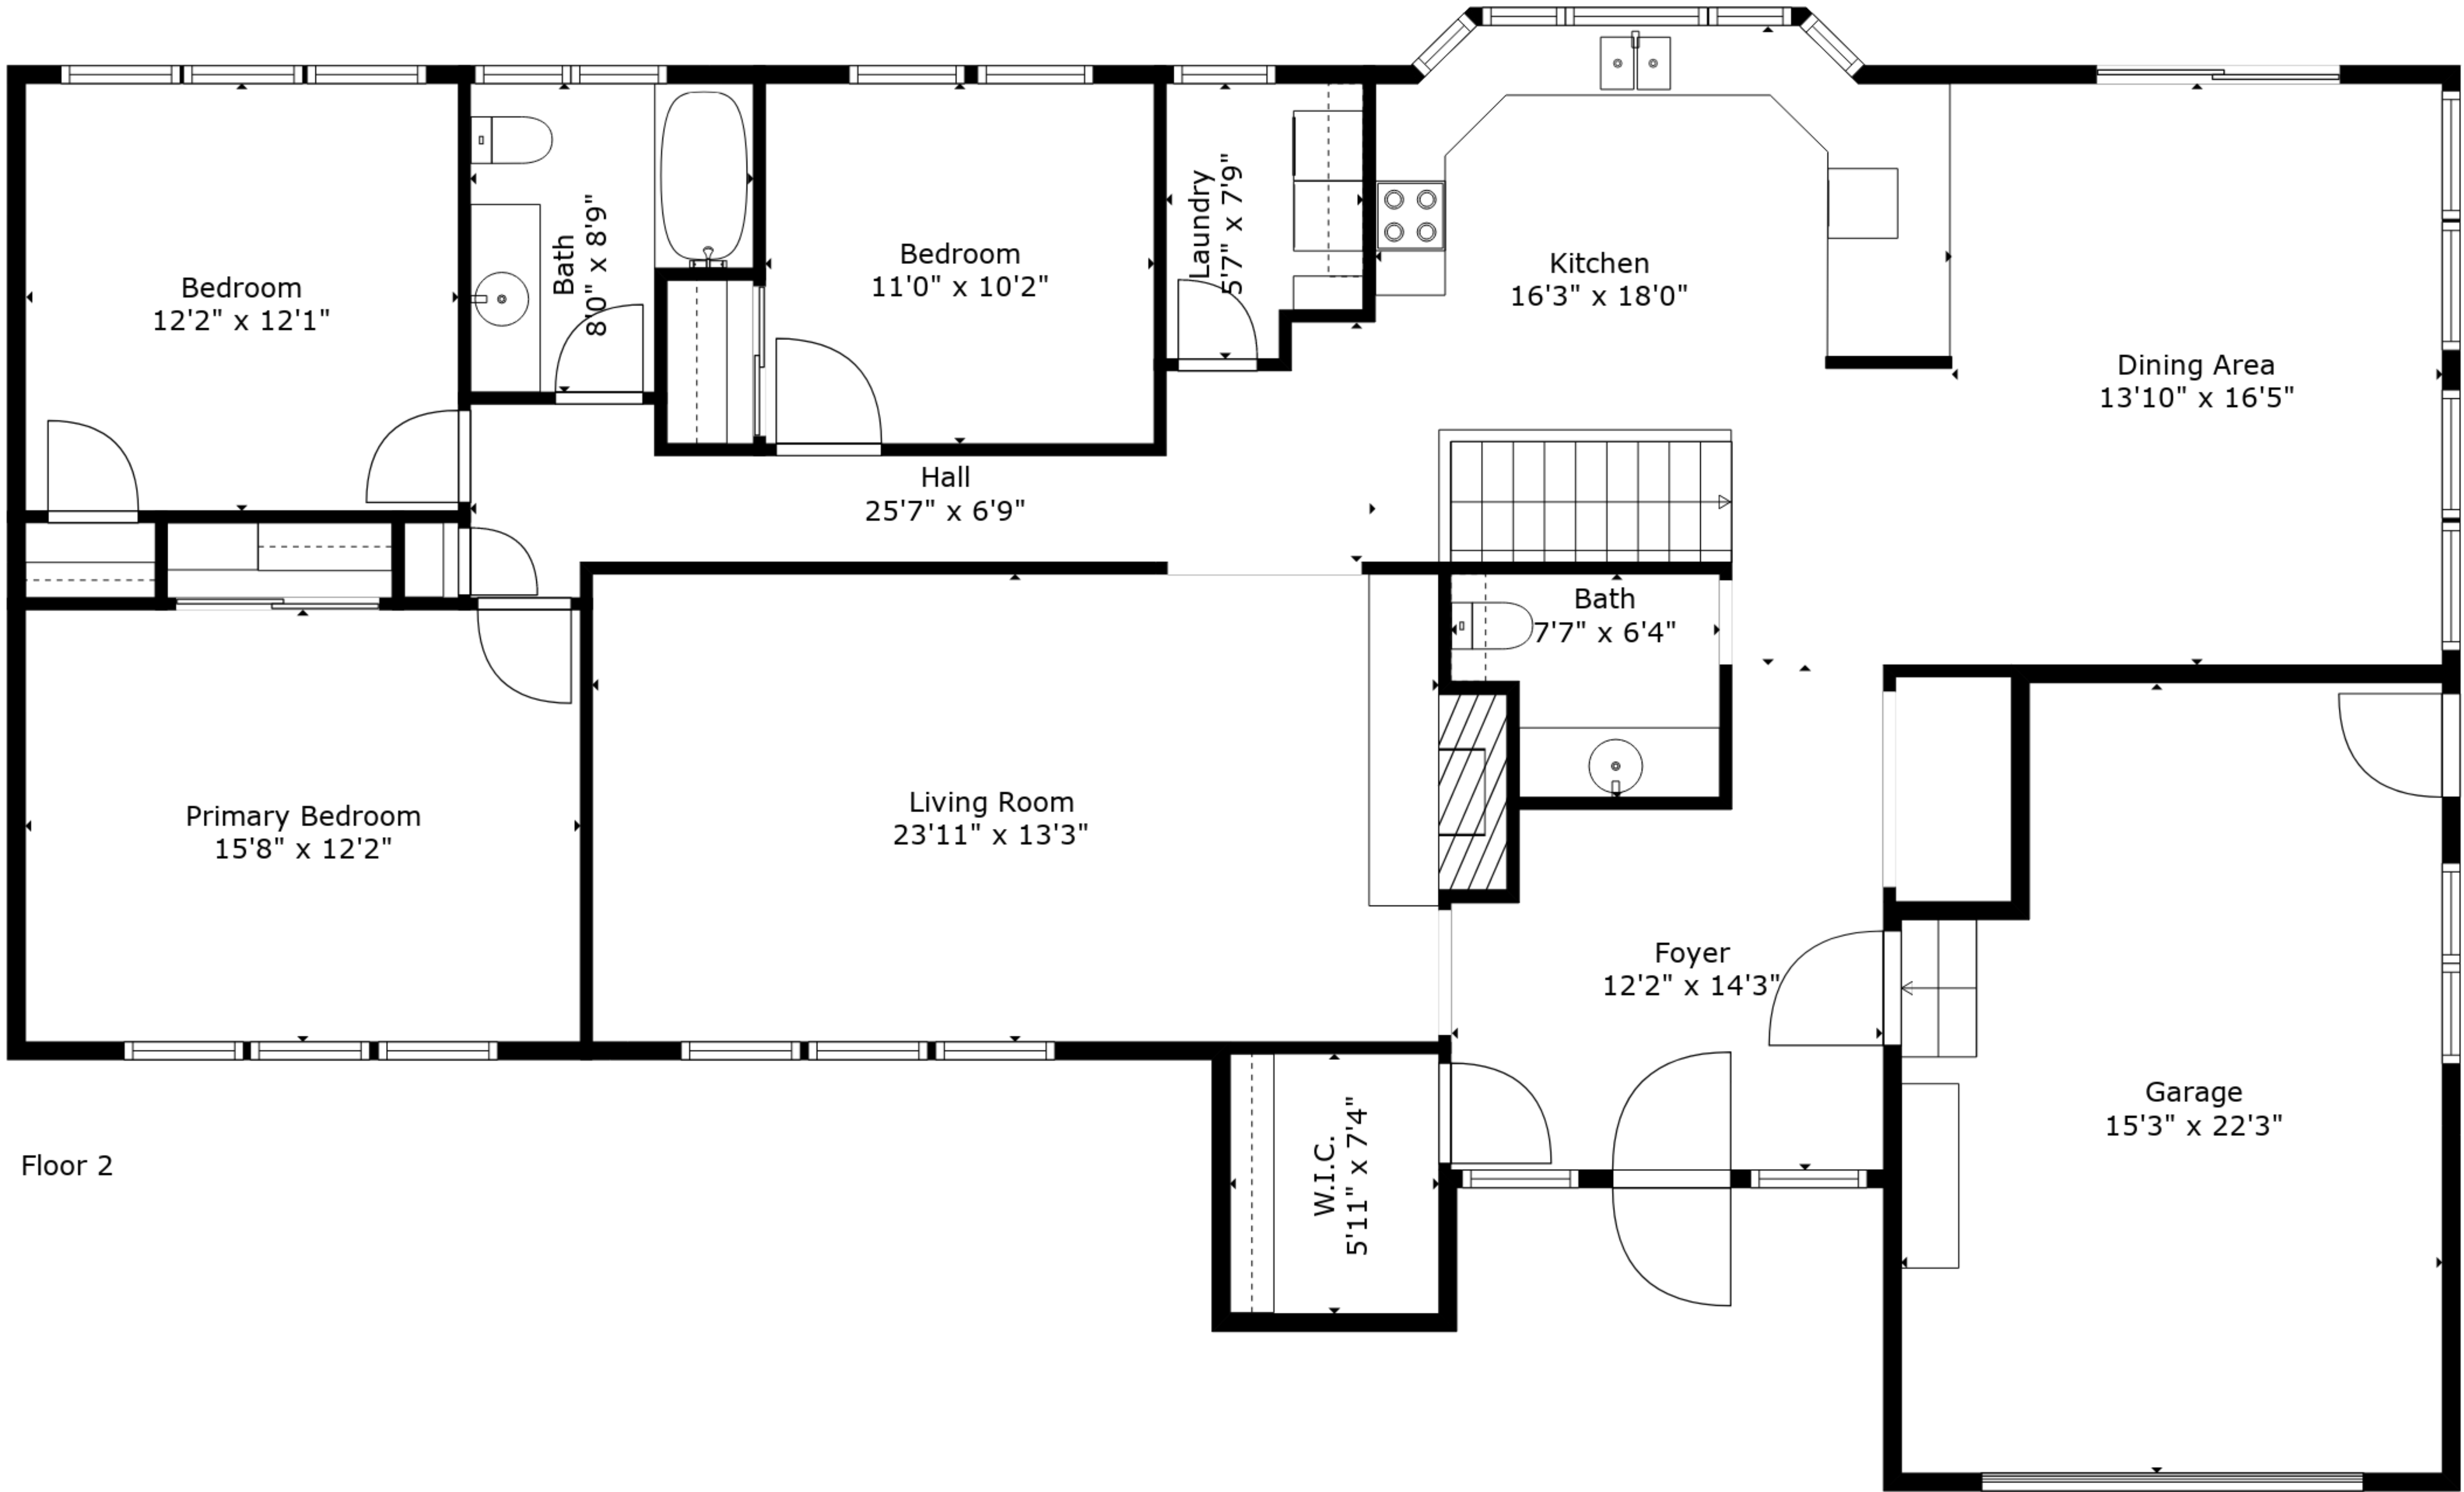 Bedroom
12'2" x 12'1"
Bath
8'0" x 8'9"
Bedroom
11'0" x 10'2"
Laundry
5'7" x 7'9"
Kitchen
16'3" x 18'0"
Dining Area
13'10" x 16'5"
Hall
25'7" x 6'9"
Bath
7'7" x 6'4"
Primary Bedroom
15'8" x 12'2"
Living Room
23'11" x 13'3"
Foyer
12'2" x 14'3"
Garage
15'3" x 22'3"
W.I.C.
5'11" x 7'4"
Floor 2